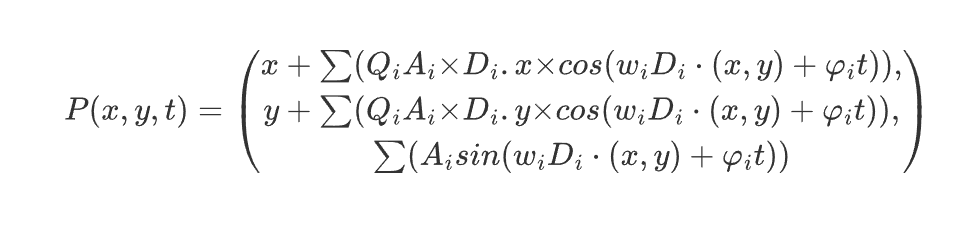 x + ∑(QᵢAᵢ×Dᵢ.x×cos(wᵢDᵢ · (x, y) + φᵢt)),
P(x, y, t) = ( y + ∑(QᵢAᵢ×Dᵢ.y×cos(wᵢDᵢ · (x, y) + φᵢt)), )
∑(Aᵢsin(wᵢDᵢ · (x, y) + φᵢt))